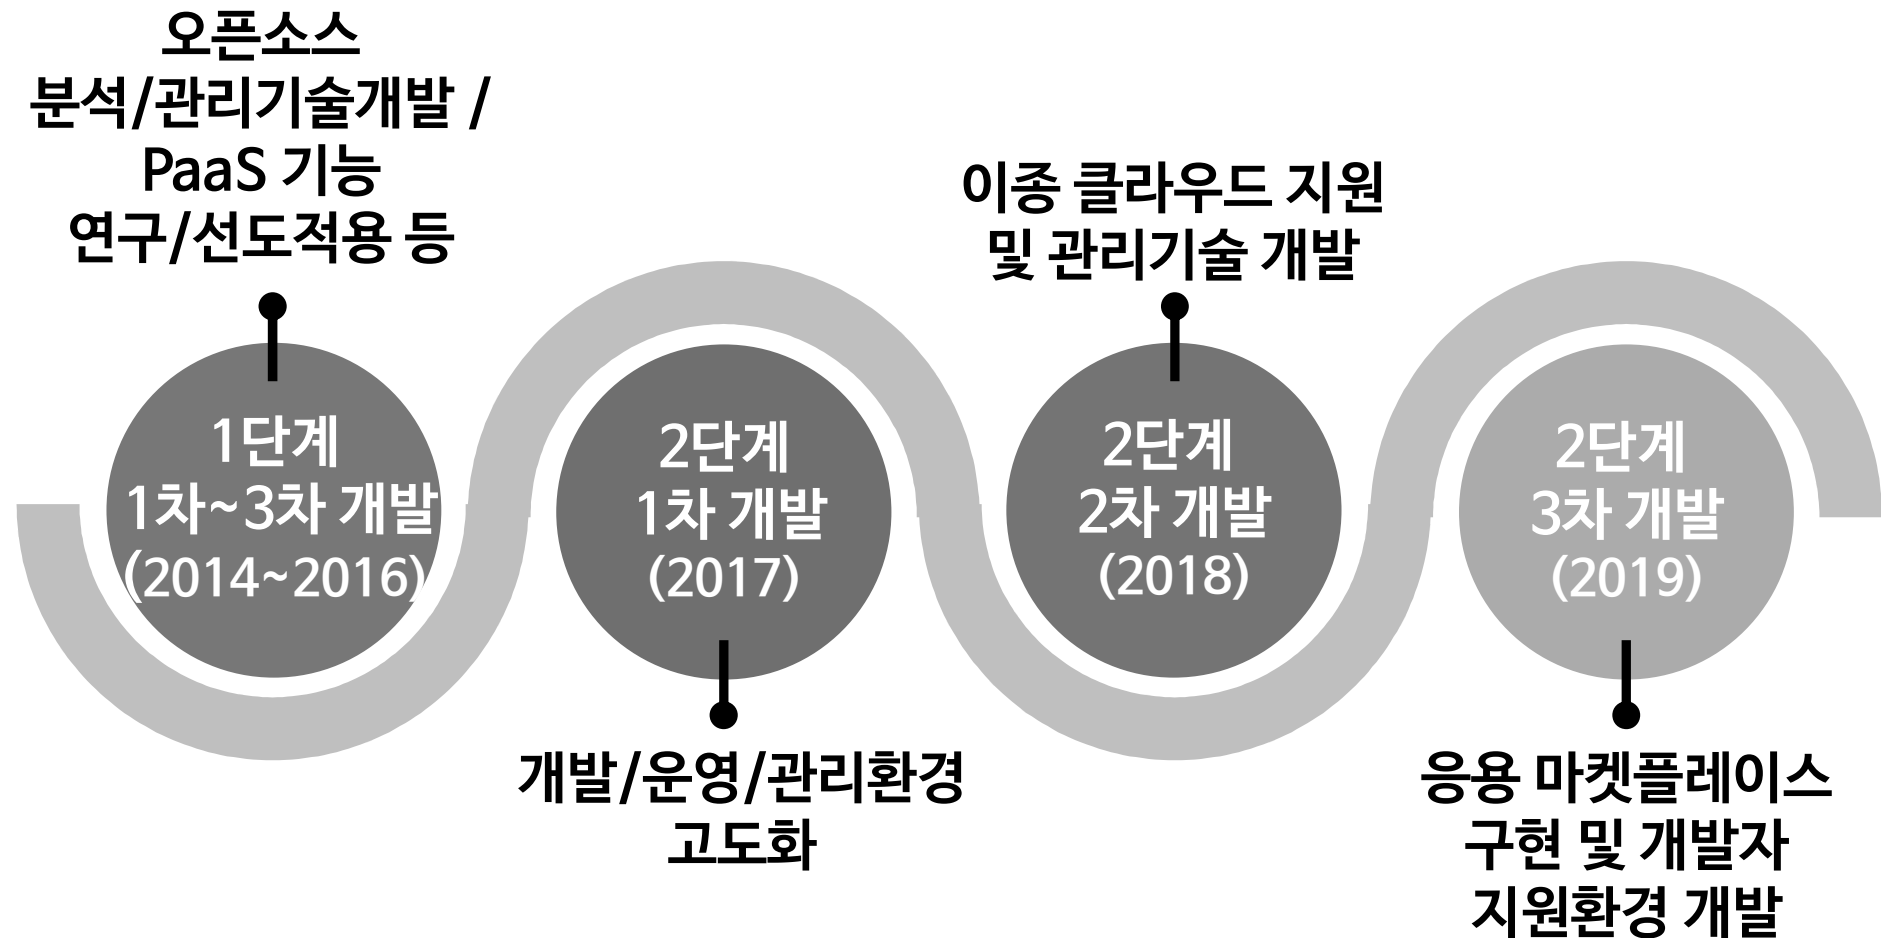 오픈소스
분석/관리기술개발 /
PaaS 기능
연구/선도적용 등
1단계
1차~3차 개발
(2014~2016)
2단계
1차 개발
(2017)
개발/운영/관리환경
고도화
이종 클라우드 지원
및 관리기술 개발
2단계
2차 개발
(2018)
2단계
3차 개발
(2019)
응용 마켓플레이스
구현 및 개발자
지원환경 개발